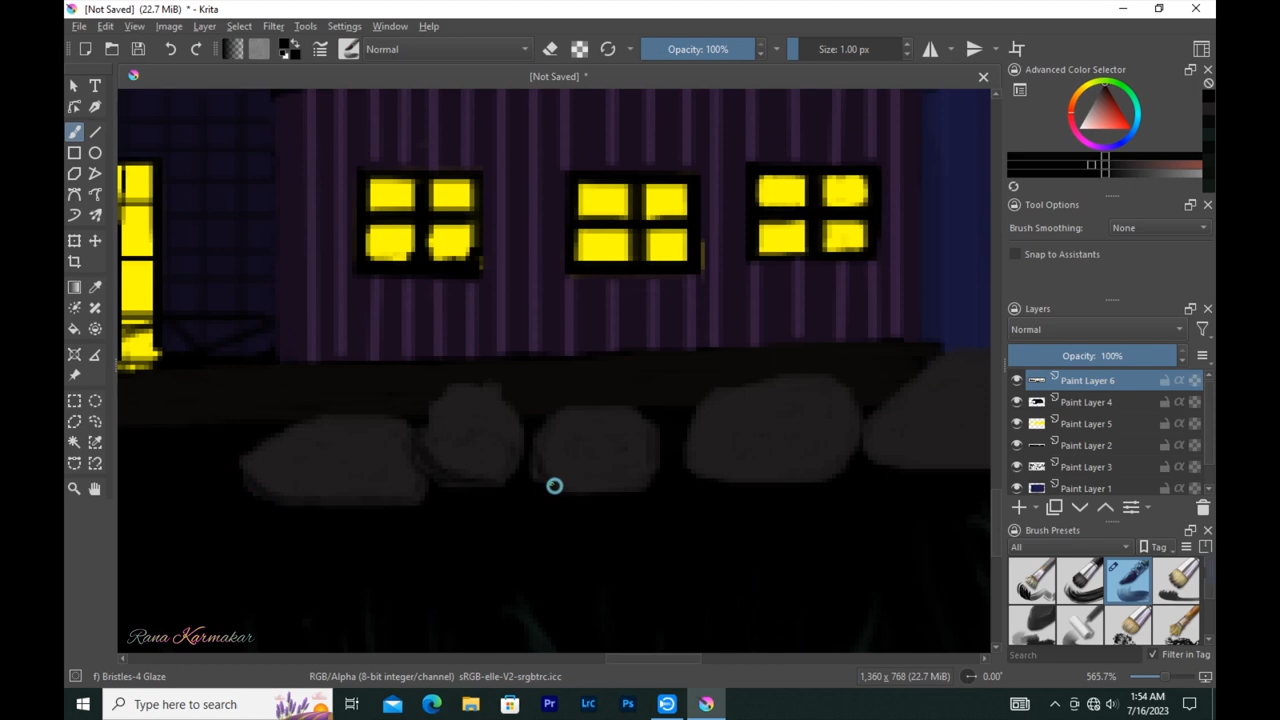 [Not Saved] (22.7 MiB) * - Krita
File Edit View Image Layer Select Filter Tools Settings Window Help
Normal
Opacity: 100%
Size: 1.00 px
[Not Saved] *
Advanced Color Selector
Tool Options
Brush Smoothing: None
Snap to Assistants
Layers
Normal
Opacity: 100%
Paint Layer 6
Paint Layer 4
Paint Layer 5
Paint Layer 2
Paint Layer 3
Paint Layer 1
Brush Presets
All
Tag
Search
Filter in Tag
Rana Karmakar
f) Bristles-4 Glaze
RGB/Alpha (8-bit integer/channel) sRGB-elle-V2-srgbtrc.icc
1,360 x 768 (22.7 MiB)
0.00°
565.7%
Type here to search
Pr
Lrc
Ps
1:54 AM
7/16/2023